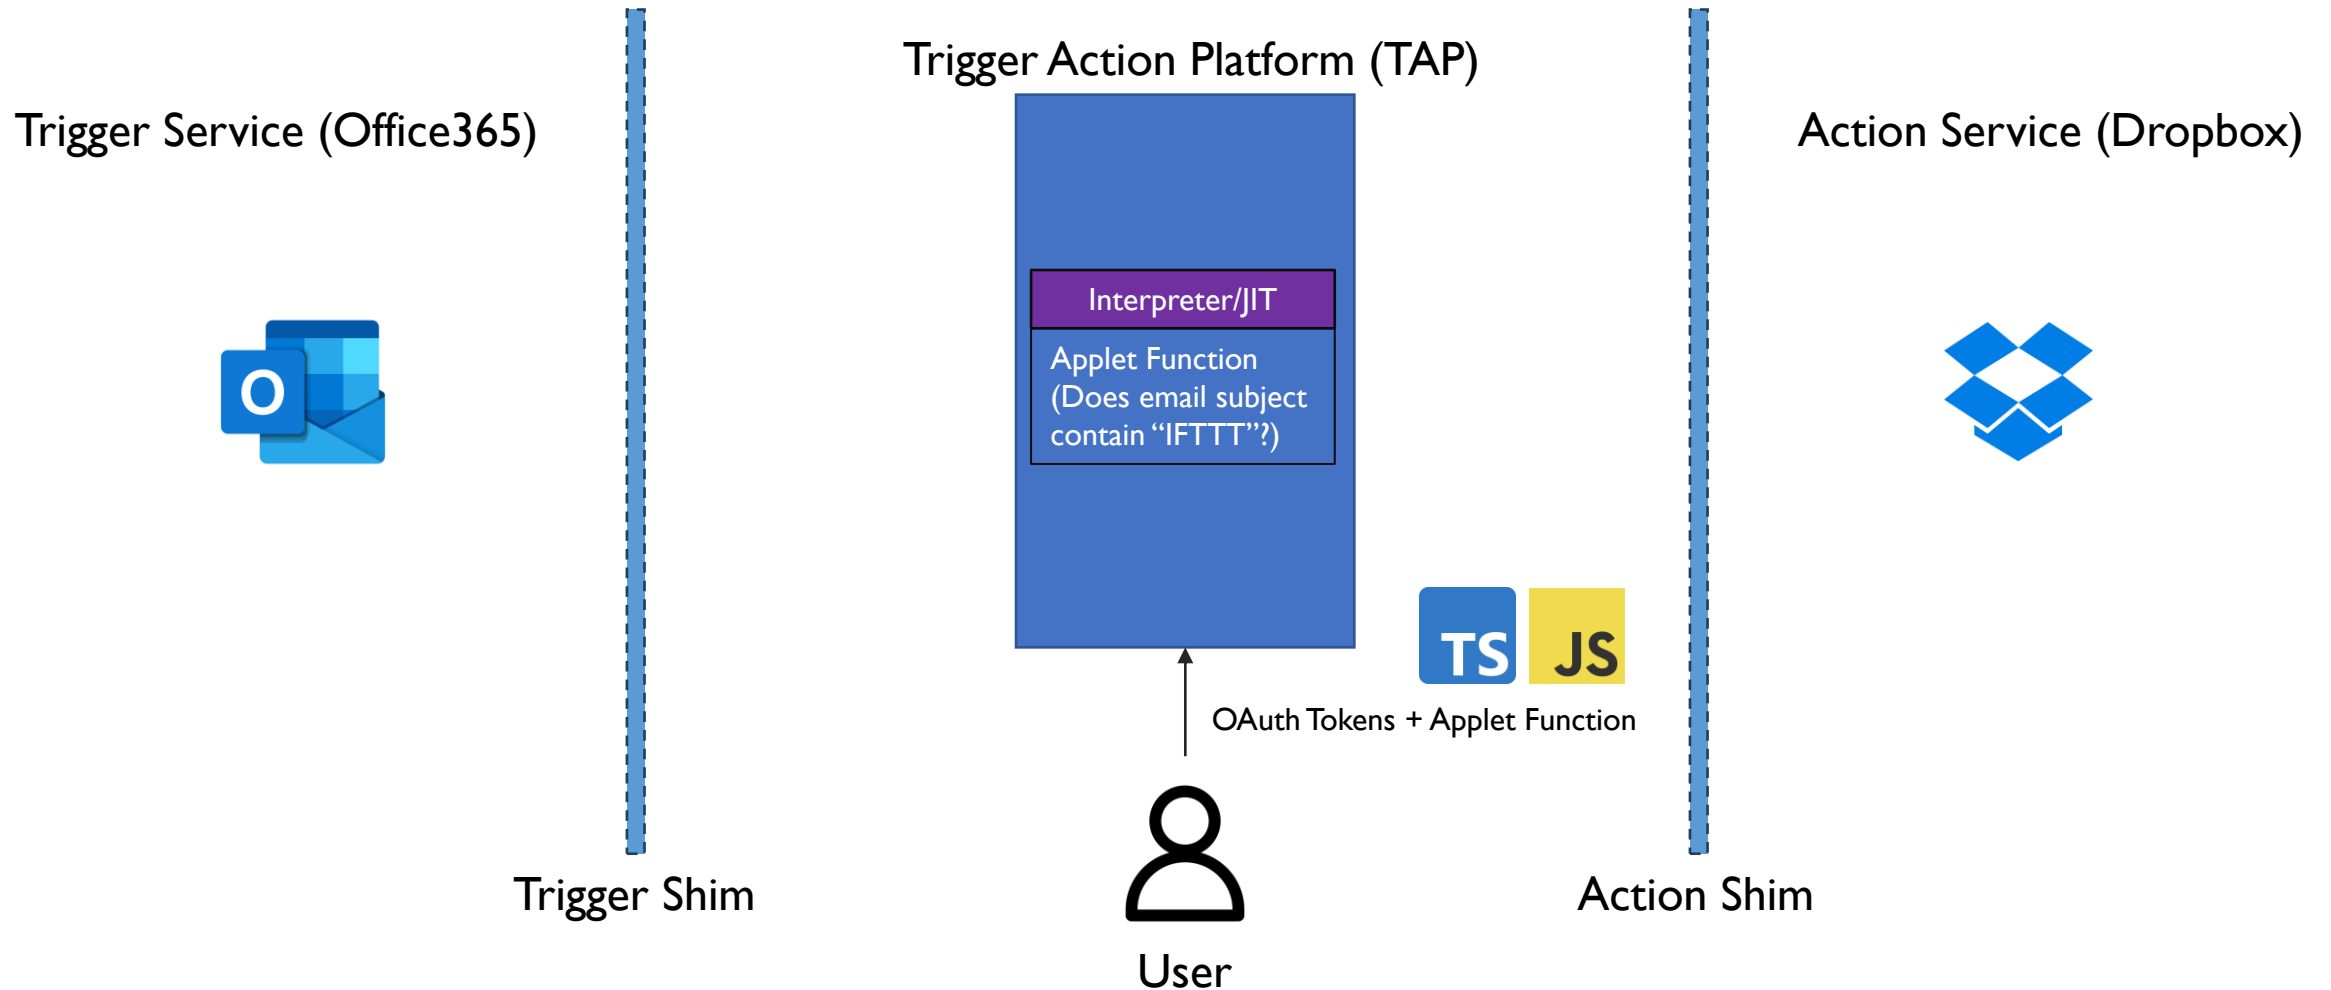 Trigger Action Platform (TAP)
Trigger Service (Office365)
Action Service (Dropbox)
Interpreter/JIT
Applet Function
(Does email subject
contain “IFTTT”?)
O
TS
JS
OAuth Tokens + Applet Function
Trigger Shim
Action Shim
User